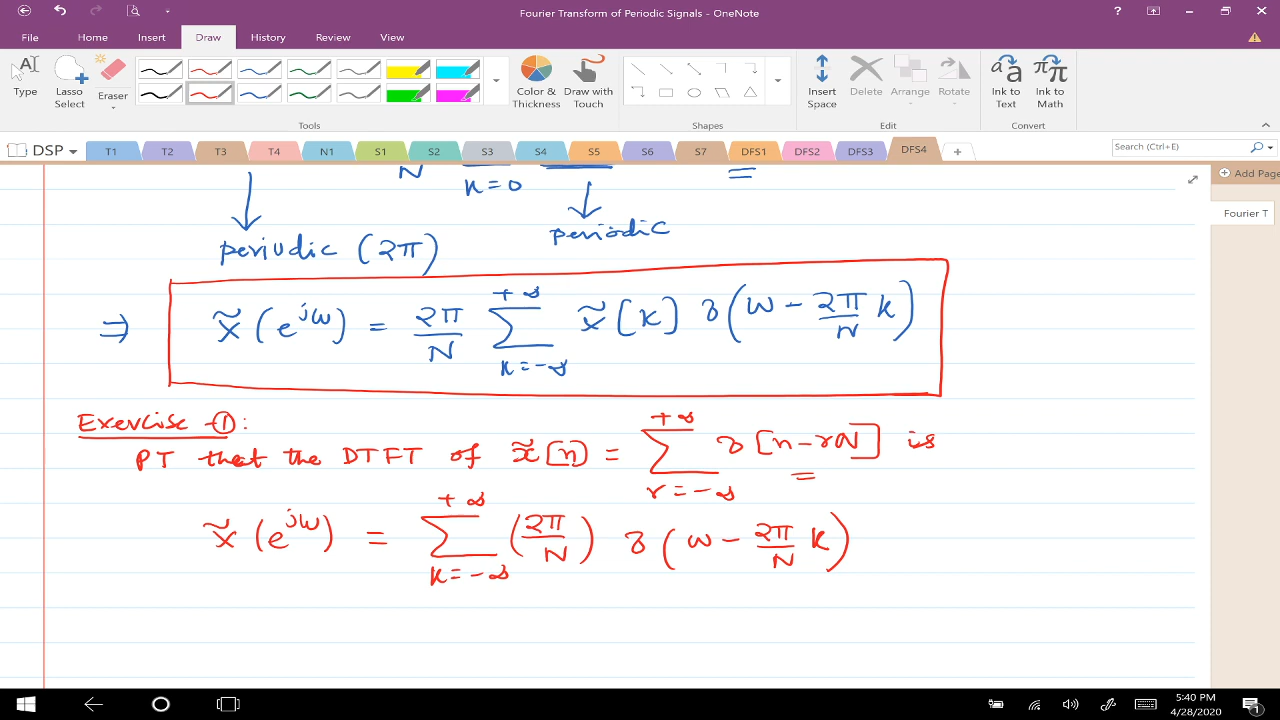 Fourier Transform of Periodic Signals - OneNote
File Home Insert Draw History Review View
Type Lasso Select Eraser Color & Thickness Draw with Touch Insert Space Delete Arrange Rotate Ink to Text Ink to Math
Tools Shapes Edit Convert
DSP T1 T2 T3 T4 N1 S1 S2 S3 S4 S5 S6 S7 DFS1 DFS2 DFS3 DFS4 Search (Ctrl+E)
Add Page
Fourier T
N k=0
periodic
periudic (2π)
⇒ x̃(e^{jω}) = 2π/N ∑_{k=-∞}^{+∞} x̃[k] δ(ω - 2π/N k)
Exercise -①:
PT that the DTFT of x̃[n] = ∑_{r=-∞}^{+∞} δ[n-rN] is
x̃(e^{jω}) = ∑_{k=-∞}^{+∞} (2π/N) δ(ω - 2π/N k)
5:40 PM
4/28/2020